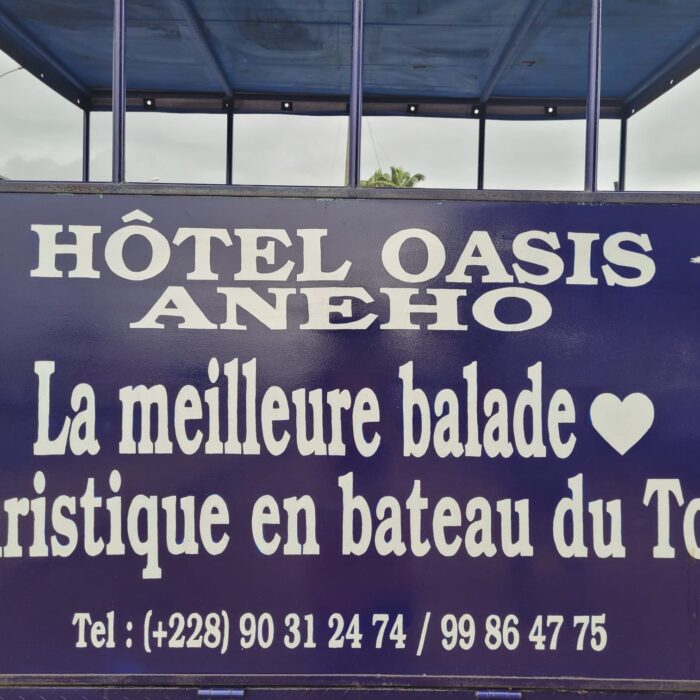 HÔTEL OASIS
ANEHO
La meilleure balade
ristique en bateau du To
Tel : (+228) 90 31 24 74 / 99 86 47 75